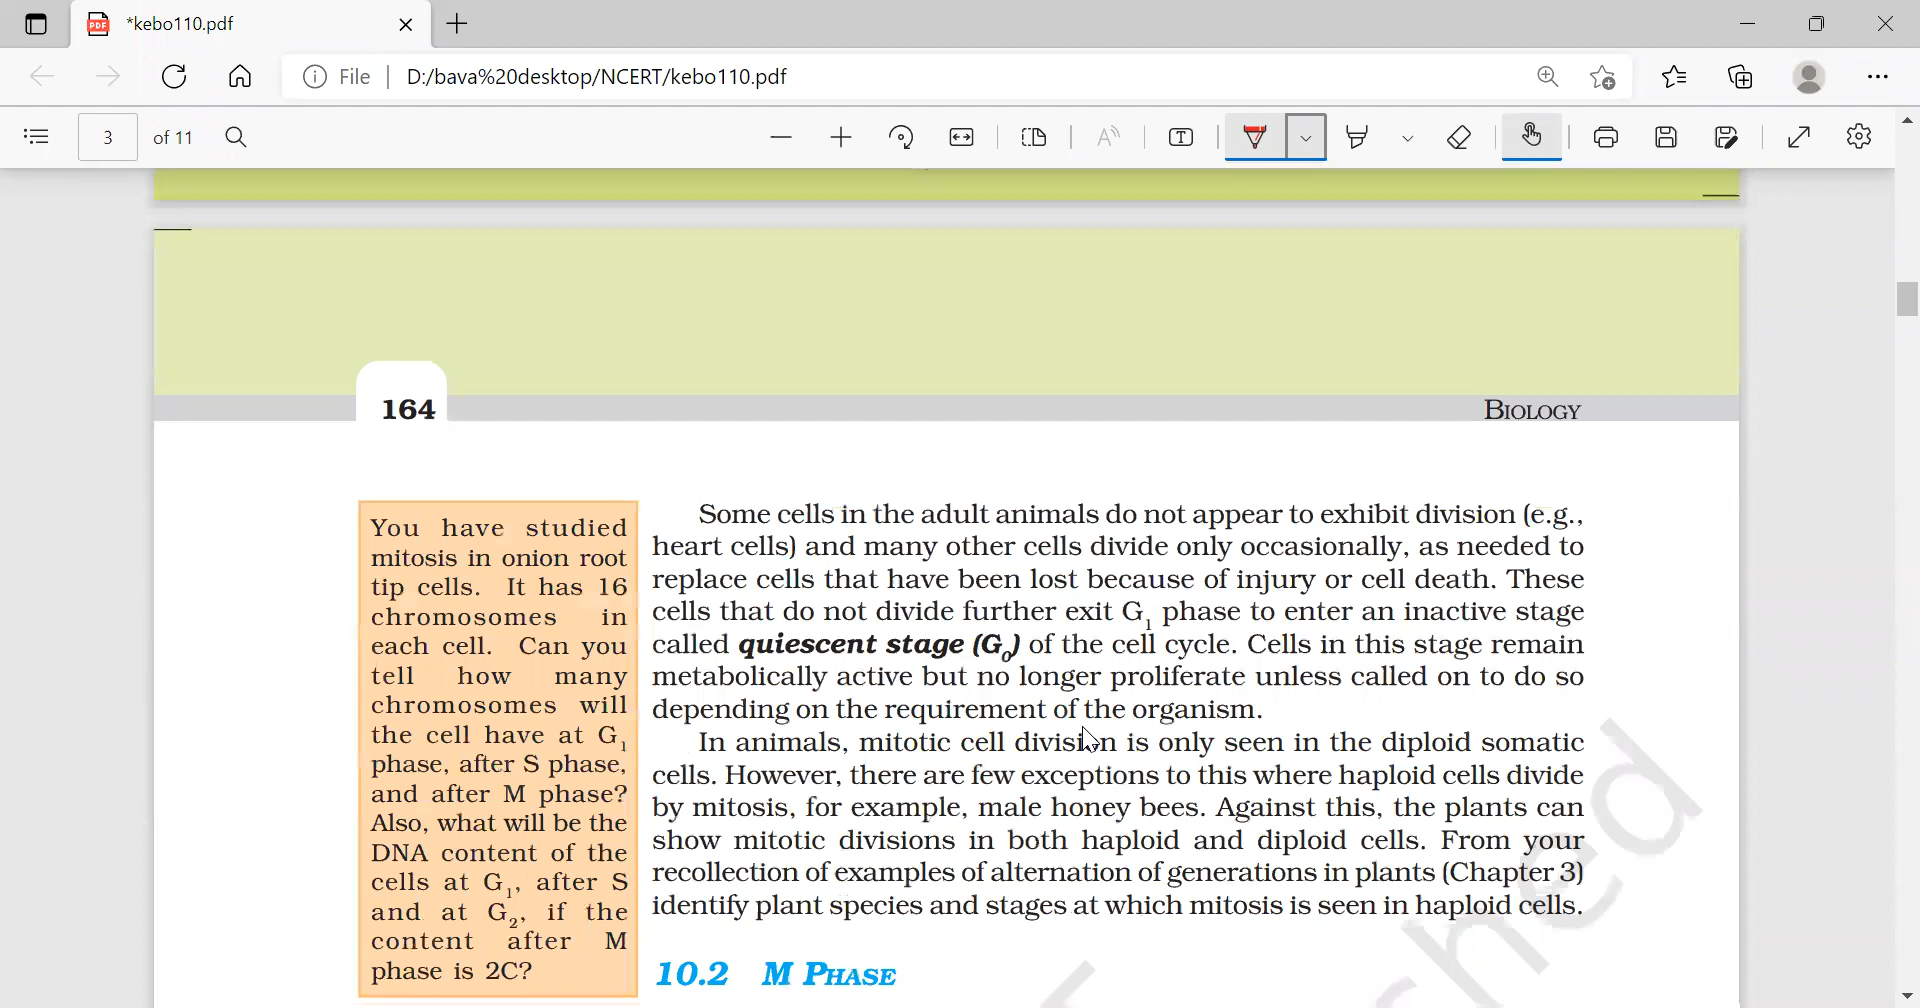 *kebo110.pdf
File
D:/bava%20desktop/NCERT/kebo110.pdf
3 of 11
164
BIOLOGY
You have studied
mitosis in onion root
tip cells. It has 16
chromosomes in
each cell. Can you
tell how many
chromosomes will
the cell have at G1
phase, after S phase,
and after M phase?
Also, what will be the
DNA content of the
cells at G1, after S
and at G2, if the
content after M
phase is 2C?
Some cells in the adult animals do not appear to exhibit division (e.g.,
heart cells) and many other cells divide only occasionally, as needed to
replace cells that have been lost because of injury or cell death. These
cells that do not divide further exit G1 phase to enter an inactive stage
called quiescent stage (G0) of the cell cycle. Cells in this stage remain
metabolically active but no longer proliferate unless called on to do so
depending on the requirement of the organism.
In animals, mitotic cell division is only seen in the diploid somatic
cells. However, there are few exceptions to this where haploid cells divide
by mitosis, for example, male honey bees. Against this, the plants can
show mitotic divisions in both haploid and diploid cells. From your
recollection of examples of alternation of generations in plants (Chapter 3)
identify plant species and stages at which mitosis is seen in haploid cells.
10.2 M PHASE